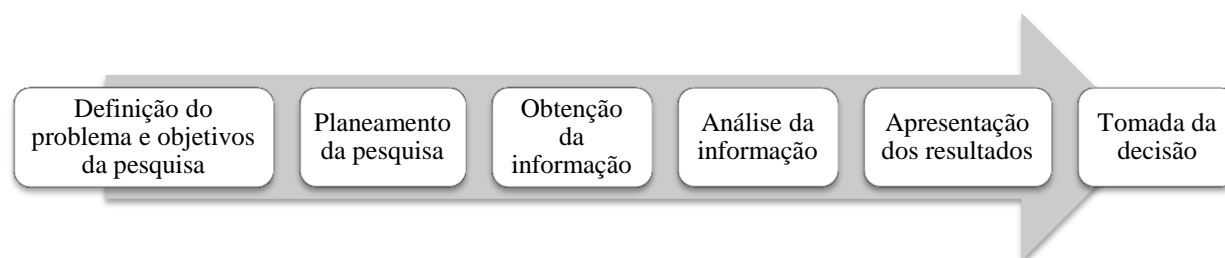 Definição do
problema e objetivos
da pesquisa
Planeamento
da pesquisa
Obtenção
da
informação
Análise da
informação
Apresentação
dos resultados
Tomada da
decisão